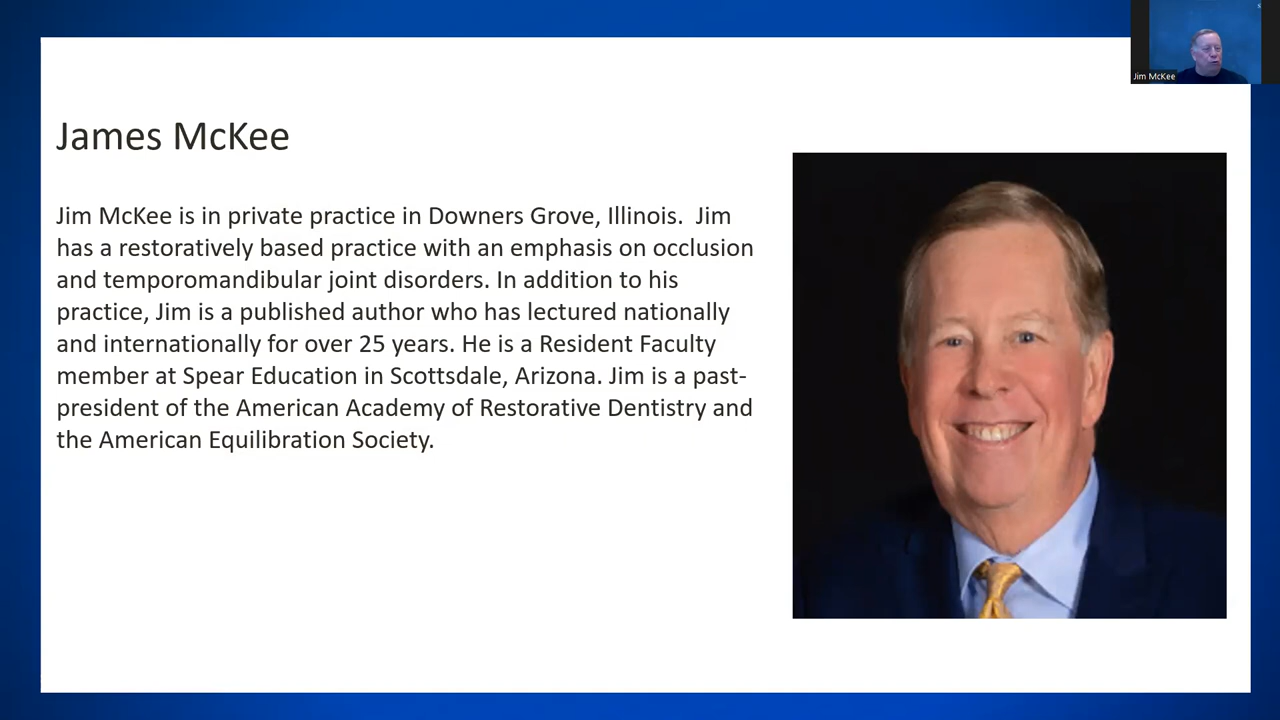 James McKee
Jim McKee is in private practice in Downers Grove, Illinois.  Jim
has a restoratively based practice with an emphasis on occlusion
and temporomandibular joint disorders. In addition to his
practice, Jim is a published author who has lectured nationally
and internationally for over 25 years. He is a Resident Faculty
member at Spear Education in Scottsdale, Arizona. Jim is a past-
president of the American Academy of Restorative Dentistry and
the American Equilibration Society.
Jim McKee